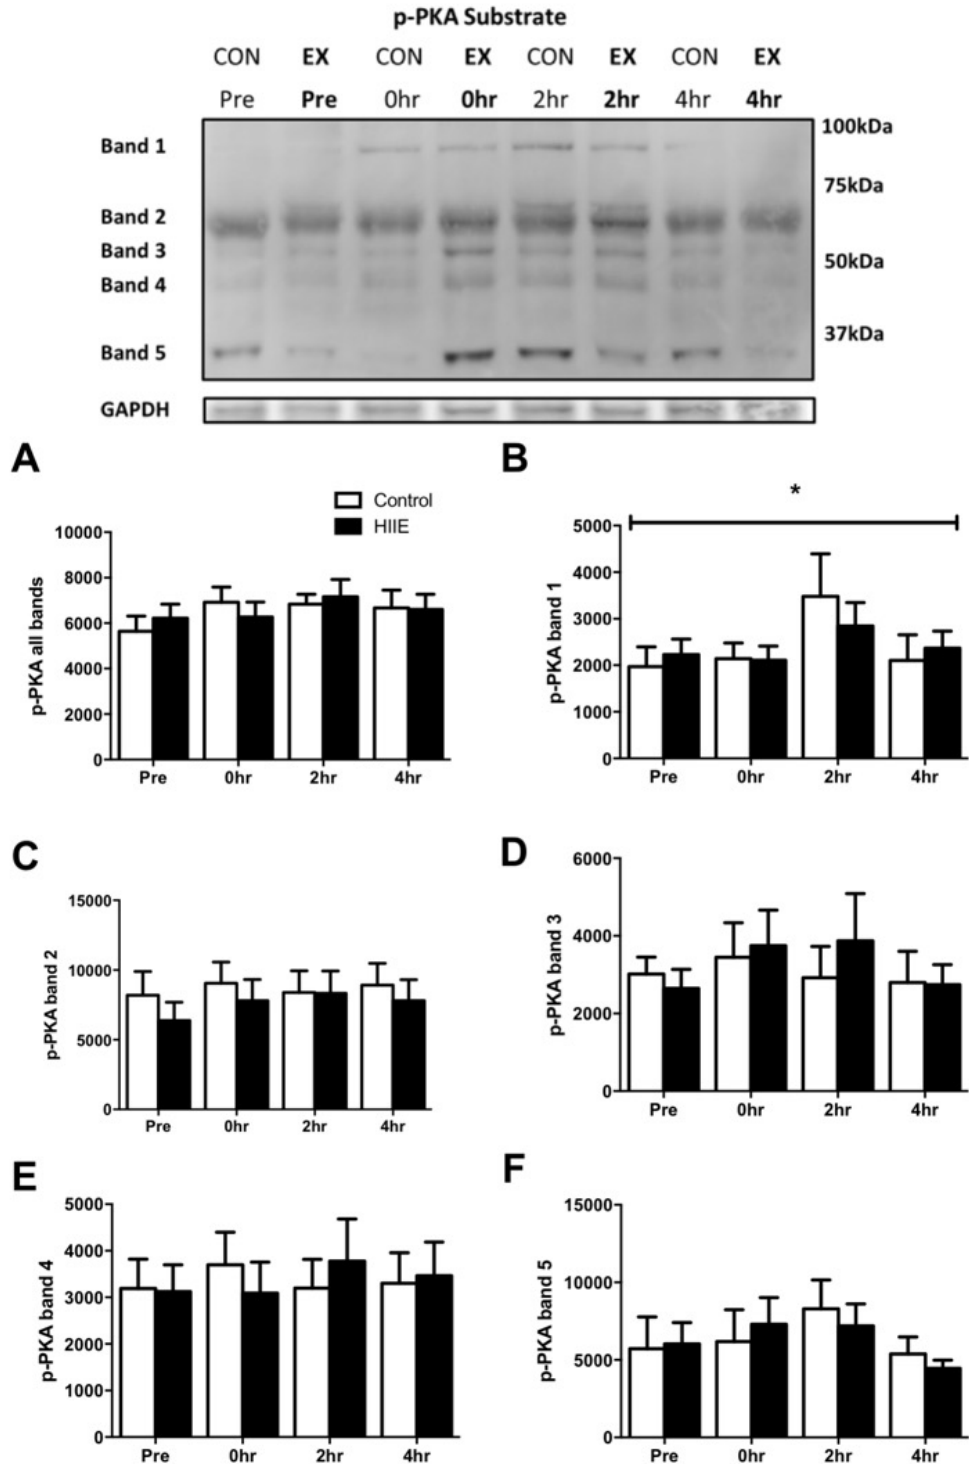 p-PKA Substrate
CON EX CON EX CON EX CON EX
Pre Pre 0hr 0hr 2hr 2hr 4hr 4hr
100kDa
Band 1
75kDa
Band 2
Band 3
50kDa
Band 4
37kDa
Band 5
GAPDH
A
Control
HIIE
p-PKA all bands
10000
8000
6000
4000
2000
0
Pre 0hr 2hr 4hr
B
*
p-PKA band 1
5000
4000
3000
2000
1000
0
Pre 0hr 2hr 4hr
C
p-PKA band 2
15000
10000
5000
0
Pre 0hr 2hr 4hr
D
p-PKA band 3
6000
4000
2000
0
Pre 0hr 2hr 4hr
E
p-PKA band 4
5000
4000
3000
2000
1000
0
Pre 0hr 2hr 4hr
F
p-PKA band 5
15000
10000
5000
0
Pre 0hr 2hr 4hr